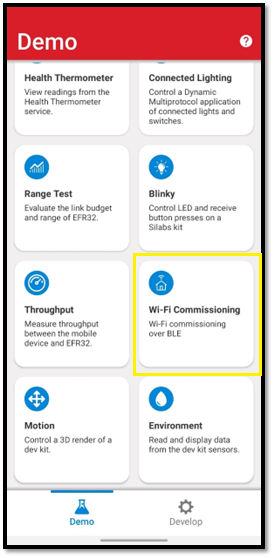 Demo
?
Health Thermometer
View readings from the
Health Thermometer
service.
Connected Lighting
Control a Dynamic
Multiprotocol application
of connected lights and
switches.
Range Test
Evaluate the link budget
and range of EFR32.
Blinky
Control LED and receive
button presses on a
Silabs kit
Throughput
Measure throughput
between the mobile
device and EFR32.
Wi-Fi Commissioning
Wi-Fi commissioning
over BLE
Motion
Control a 3D render of a
dev kit.
Environment
Read and display data
from the dev kit sensors.
Demo
Develop